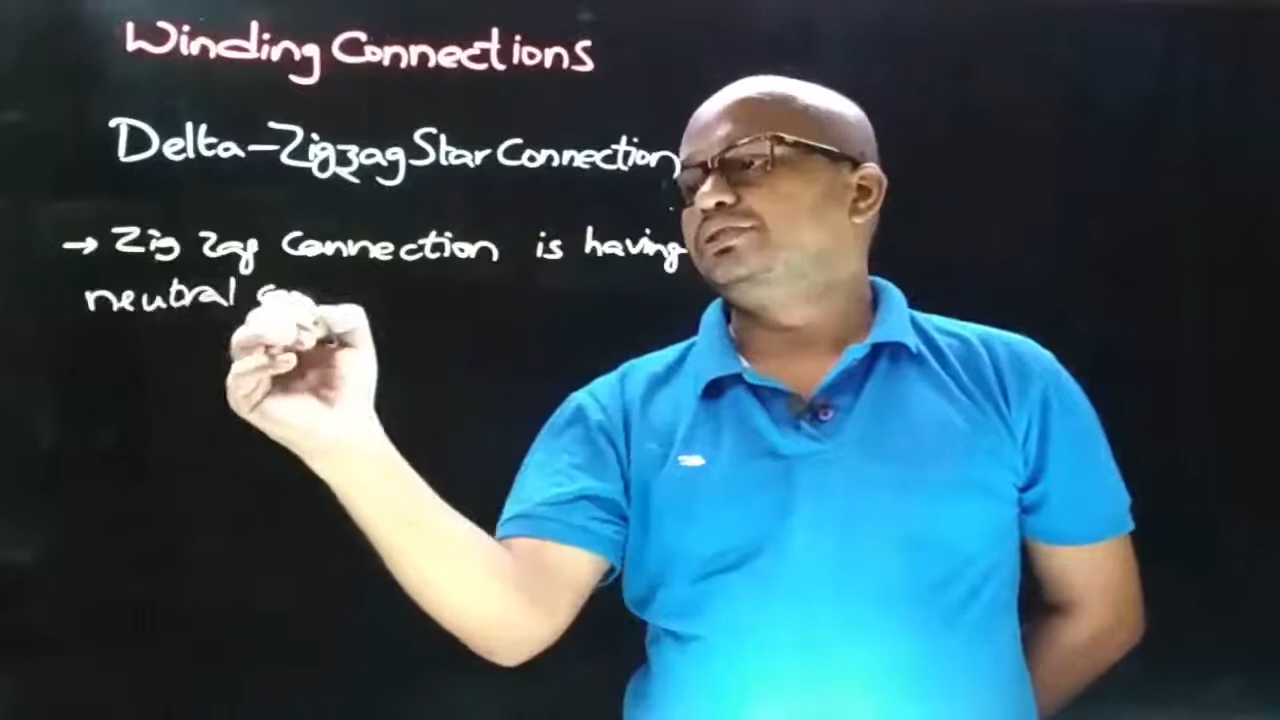 Winding Connections
Delta-Zigzag Star Connection
→ Zig Zag Connection is having
neutral